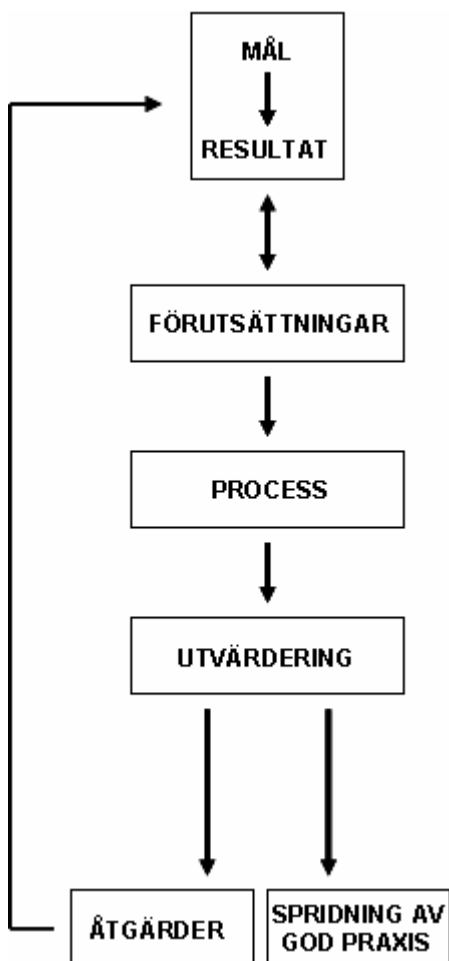 MÅL
RESULTAT
FÖRUTSÄTTNINGAR
PROCESS
UTVÄRDERING
ÅTGÄRDER
SPRIDNING AV
GOD PRAXIS